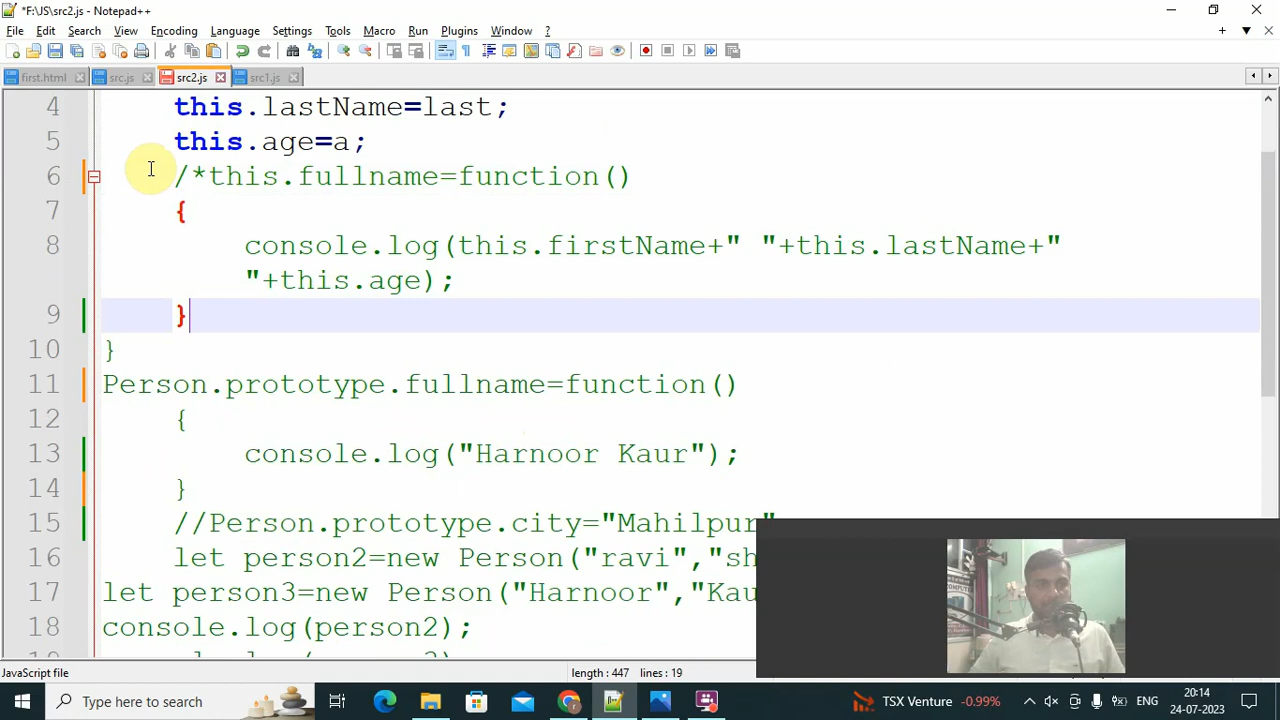 *F:\JS\src2.js - Notepad++
File Edit Search View Encoding Language Settings Tools Macro Run Plugins Window ?
first.html src.js src2.js src1.js
4 this.lastName=last;
5 this.age=a;
6 /*this.fullname=function()
7 {
8 console.log(this.firstName+" "+this.lastName+"
"+this.age);
9 }
10 }
11 Person.prototype.fullname=function()
12 {
13 console.log("Harnoor Kaur");
14 }
15 //Person.prototype.city="Mahilpur"
16 let person2=new Person("ravi","sh
17 let person3=new Person("Harnoor","Kau
18 console.log(person2);
JavaScript file length : 447 lines : 19
Type here to search TSX Venture -0.99% ENG 20:14
24-07-2023